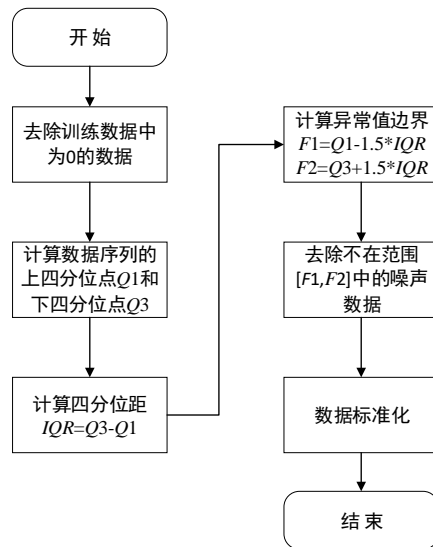 开 始
去除训练数据中
为0的数据
计算数据序列的
上四分位点Q1和
下四分位点Q3
计算四分位距
IQR=Q3-Q1
计算异常值边界
F1=Q1-1.5*IQR
F2=Q3+1.5*IQR
去除不在范围
[F1,F2]中的噪声
数据
数据标准化
结 束